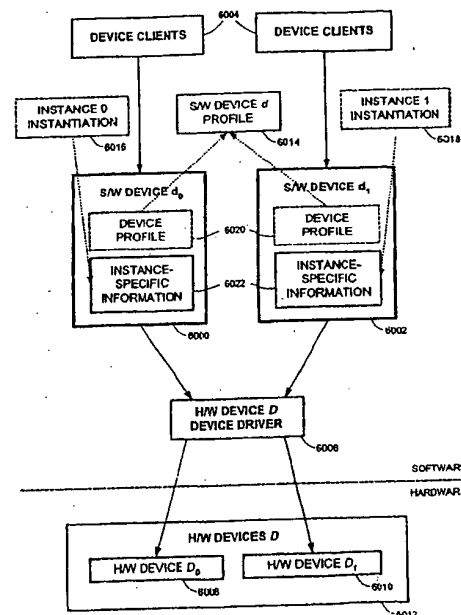 DEVICE CLIENTS
6004
DEVICE CLIENTS
INSTANCE 0
INSTANTIATION
6016
S/W DEVICE d
PROFILE
6014
INSTANCE 1
INSTANTIATION
6018
S/W DEVICE d0
DEVICE
PROFILE
6020
INSTANCE-
SPECIFIC
INFORMATION
6022
6000
S/W DEVICE d1
DEVICE
PROFILE
INSTANCE-
SPECIFIC
INFORMATION
6002
H/W DEVICE D
DEVICE DRIVER
6006
SOFTWARE
HARDWAR
H/W DEVICES D
H/W DEVICE D0
6008
H/W DEVICE D1
6010
6012